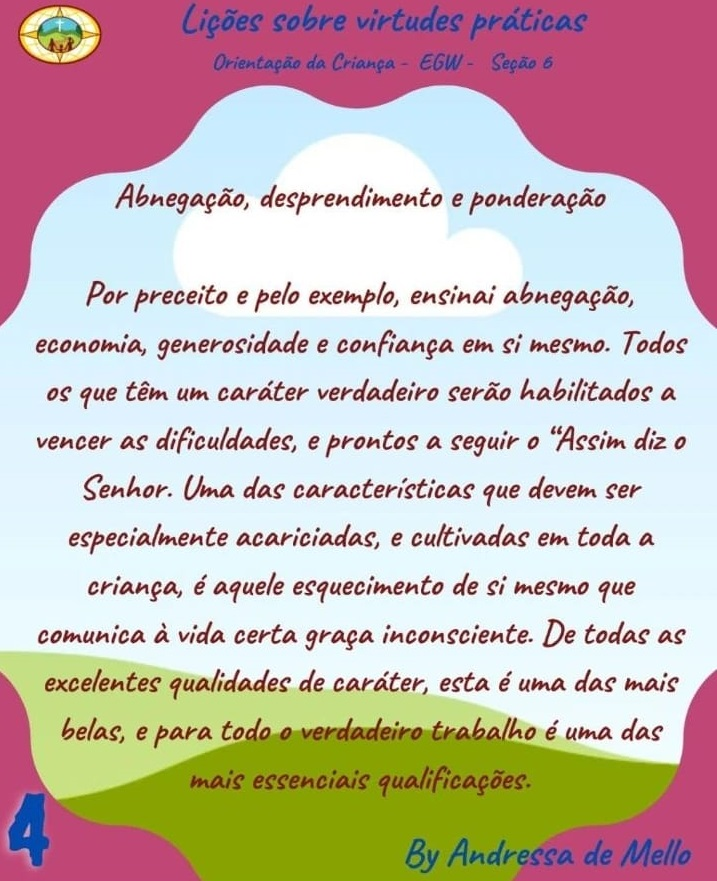 Lições sobre virtudes práticas
Orientação da Criança - EGW - Seção 6
Abnegação, desprendimento e ponderação
Por preceito e pelo exemplo, ensinai abnegação,
economia, generosidade e confiança em si mesmo. Todos
os que têm um caráter verdadeiro serão habilitados a
vencer as dificuldades, e prontos a seguir o “Assim diz o
Senhor. Uma das características que devem ser
especialmente acariciadas, e cultivadas em toda a
criança, é aquele esquecimento de si mesmo que
comunica à vida certa graça inconsciente. De todas as
excelentes qualidades de caráter, esta é uma das mais
belas, e para todo o verdadeiro trabalho é uma das
mais essenciais qualificações.
4
By Andressa de Mello